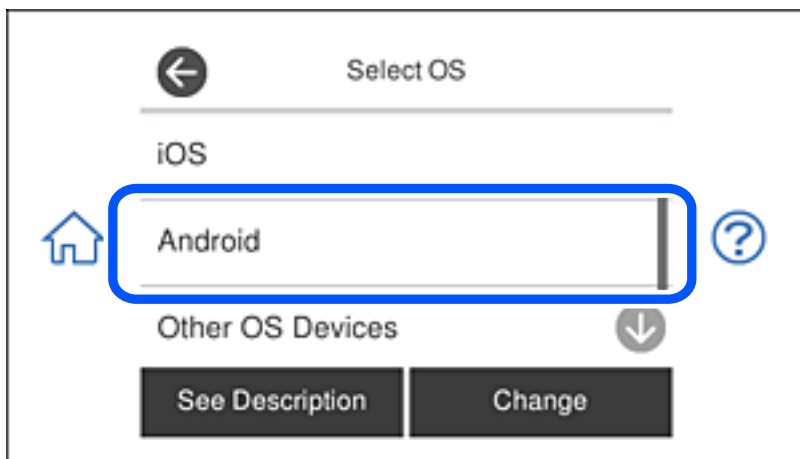 Select OS
iOS
Android
Other OS Devices
See Description
Change